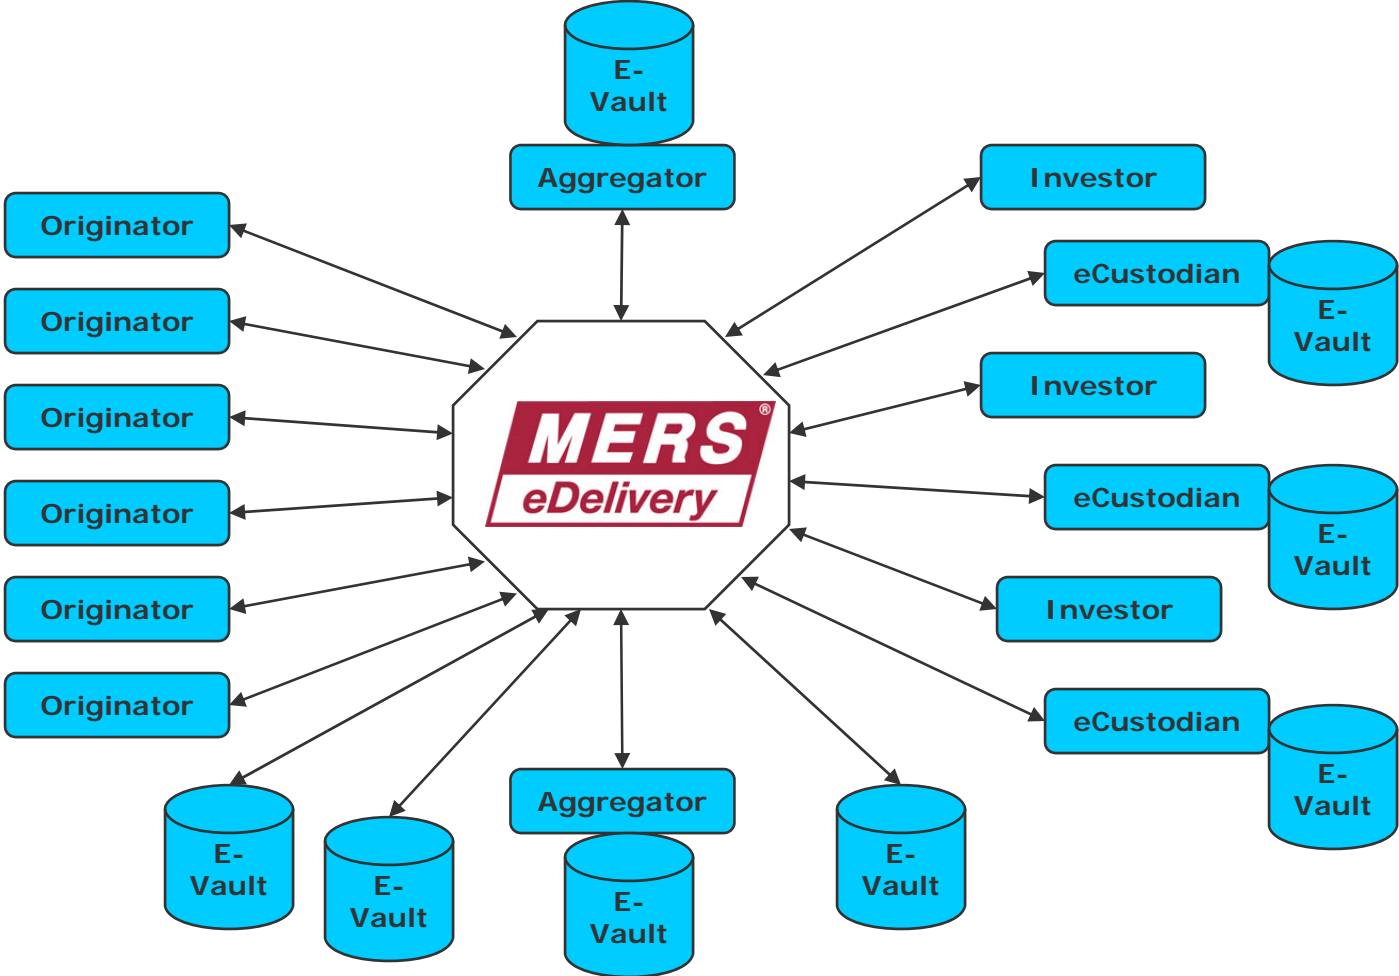 E-
Vault
Aggregator
Investor
Originator
eCustodian
E-
Vault
Originator
Investor
Originator
MERS®
eDelivery
Originator
eCustodian
E-
Vault
Originator
Investor
Originator
eCustodian
E-
Vault
Aggregator
E-
Vault
E-
Vault
E-
Vault
E-
Vault